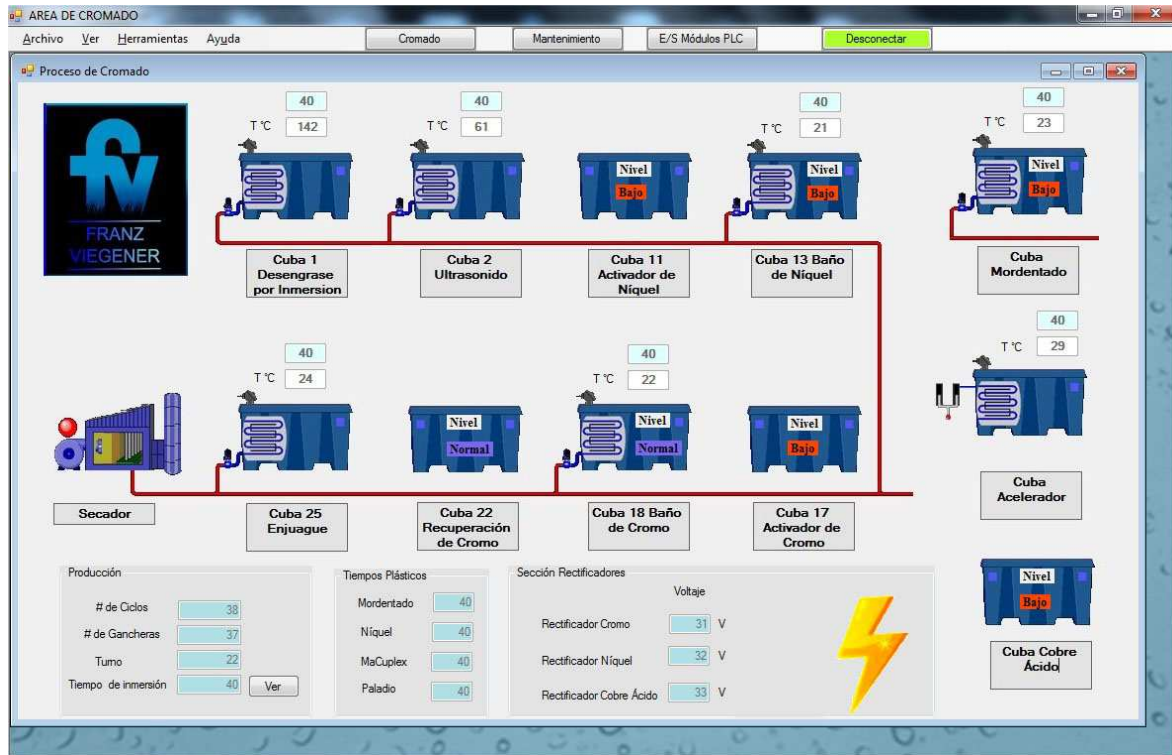 AREA DE CROMADO
Archivo Ver Herramientas Ayuda
Cromado
Mantenimiento
E/S Módulos PLC
Desconectar
Proceso de Cromado
fv
FRANZ
VIEGENER
40
T °C 142
Cuba 1
Desengrase
por Inmersion
40
T °C 61
Cuba 2
Ultrasonido
Nivel
Bajo
Cuba 11
Activador de
Níquel
40
T °C 21
Nivel
Bajo
Cuba 13 Baño
de Níquel
40
T °C 23
Nivel
Bajo
Cuba
Mordentado
Secador
40
T °C 24
Cuba 25
Enjuague
Nivel
Normal
Cuba 22
Recuperación
de Cromo
40
T °C 22
Nivel
Normal
Cuba 18 Baño
de Cromo
Nivel
Bajo
Cuba 17
Activador de
Cromo
40
T °C 29
Cuba
Acelerador
Nivel
Bajo
Cuba Cobre
Ácido
Producción
# de Ciclos 38
# de Gancheras 37
Turno 22
Tiempo de inmersión 40 Ver
Tiempos Plásticos
Mordentado 40
Níquel 40
MaCuplex 40
Paladio 40
Sección Rectificadores
Voltaje
Rectificador Cromo 31 V
Rectificador Níquel 32 V
Rectificador Cobre Ácido 33 V